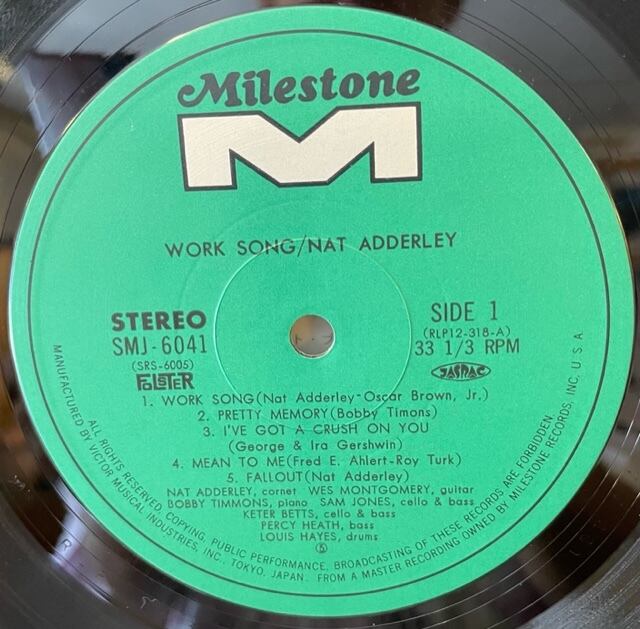 Milestone
WORK SONG/NAT ADDERLEY
STEREO
SMJ-6041
(SRS-6005)
FOLSTER
SIDE 1
(RLP12-318-A)
33 1/3 RPM
JASRAC
1. WORK SONG(Nat Adderley-Oscar Brown, Jr.)
2. PRETTY MEMORY(Bobby Timons)
3. I'VE GOT A CRUSH ON YOU
(George & Ira Gershwin)
4. MEAN TO ME(Fred E. Ahlert-Roy Turk)
5. FALLOUT(Nat Adderley)
NAT ADDERLEY, cornet WES MONTGOMERY, guitar
BOBBY TIMMONS, piano SAM JONES, cello & bass
KETER BETTS, cello & bass
PERCY HEATH, bass
LOUIS HAYES, drums
ALL RIGHTS RESERVED, COPYING, PUBLIC PERFORMANCE, BROADCASTING OF THESE RECORDS ARE FORBIDDEN.
MANUFACTURED BY VICTOR MUSICAL INDUSTRIES, INC., TOKYO, JAPAN. FROM A MASTER RECORDING OWNED BY MILESTONE RECORDS, INC, U.S.A.